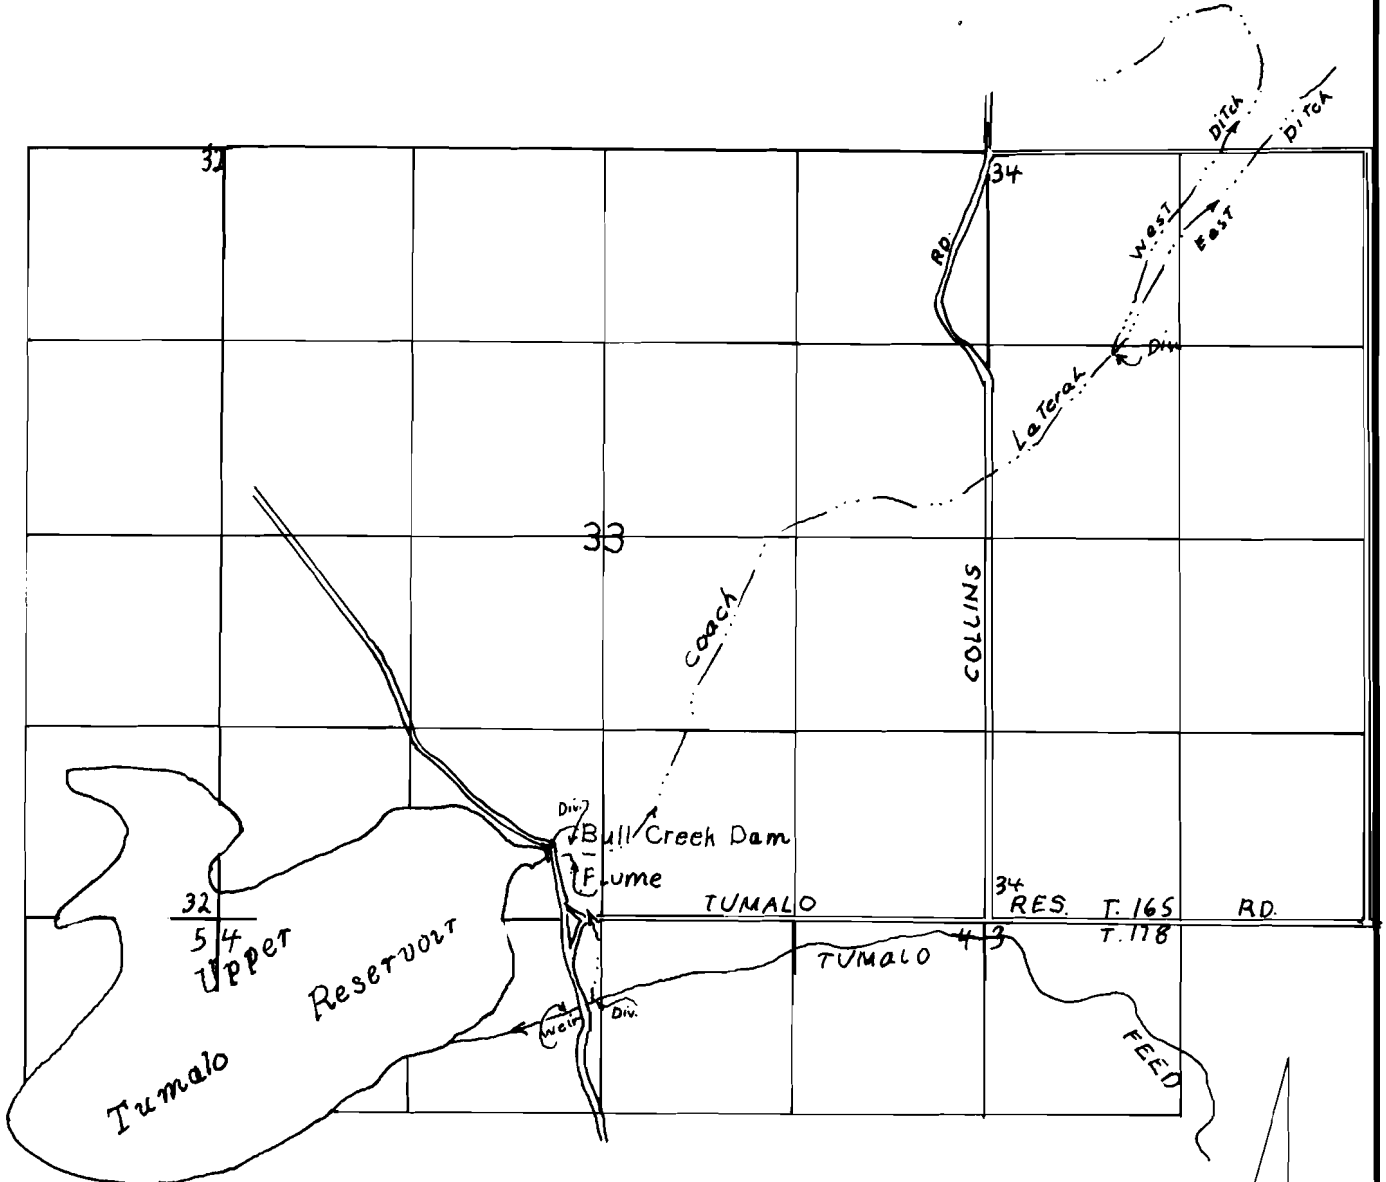 32
34
Ditch
Ditch
West
East
RD.
Div.
Lateral
33
Coach
COLLINS
Div.
Bull Creek Dam
Flume
32
5 4
34
TUMALO RES. T. 16S RD.
T. 17S
4 3
TUMALO
FEED
Upper
Reservoir
Tumalo
Weir
Div.